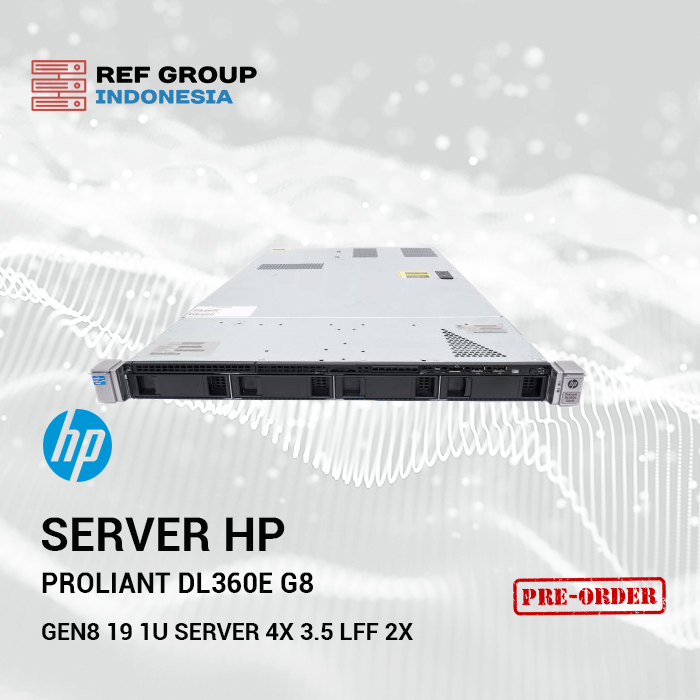 REF GROUP
INDONESIA
hp
SERVER HP
PROLIANT DL360E G8
GEN8 19 1U SERVER 4X 3.5 LFF 2X
PRE-ORDER